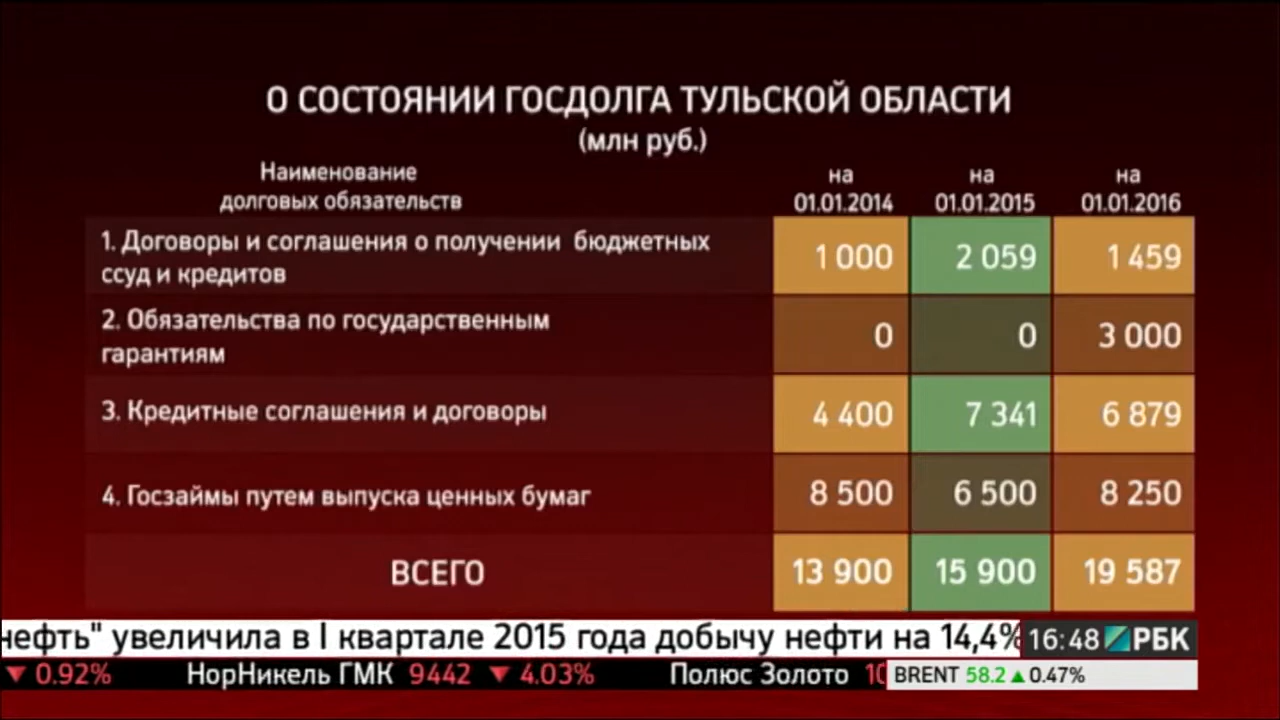 О СОСТОЯНИИ ГОСДОЛГА ТУЛЬСКОЙ ОБЛАСТИ
(млн руб.)
Наименование
долговых обязательств
на
01.01.2014
на
01.01.2015
на
01.01.2016
1. Договоры и соглашения о получении бюджетных
ссуд и кредитов
1 000
2 059
1 459
2. Обязательства по государственным
гарантиям
0
0
3 000
3. Кредитные соглашения и договоры
4 400
7 341
6 879
4. Госзаймы путем выпуска ценных бумаг
8 500
6 500
8 250
ВСЕГО
13 900
15 900
19 587
нефть" увеличила в I квартале 2015 года добычу нефти на 14,4%
16:48 РБК
▼ 0.92% НорНикель ГМК 9442 ▼ 4.03% Полюс Золото
BRENT 58.2 ▲ 0.47%